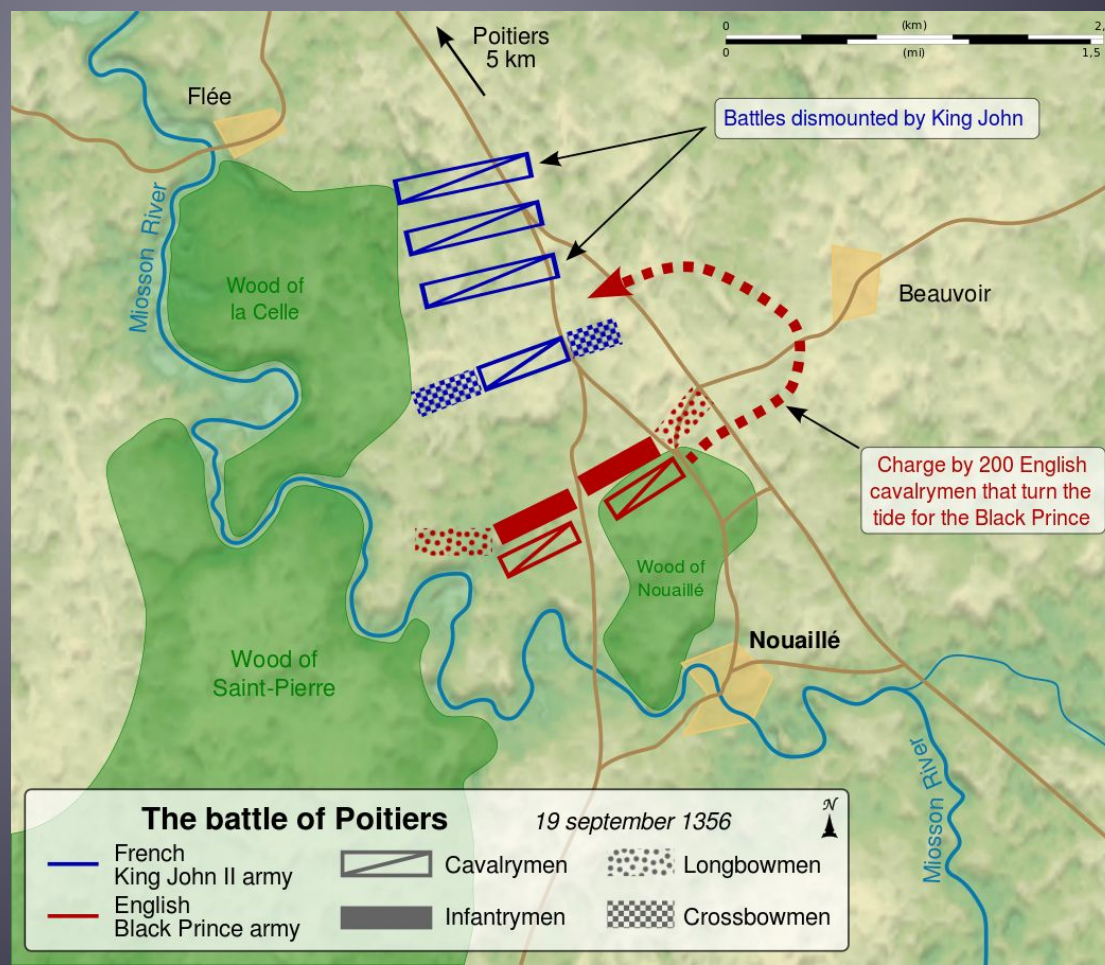 Poitiers
5 km
0
(km)
2,
0
(mi)
1,5
Flée
Battles dismounted by King John
Miosson River
Wood of
la Celle
Beauvoir
Charge by 200 English
cavalrymen that turn the
tide for the Black Prince
Wood of
Nouaillé
Nouaillé
Wood of
Saint-Pierre
Miosson River
The battle of Poitiers
19 september 1356
N
French
King John II army
Cavalrymen
Longbowmen
English
Black Prince army
Infantrymen
Crossbowmen